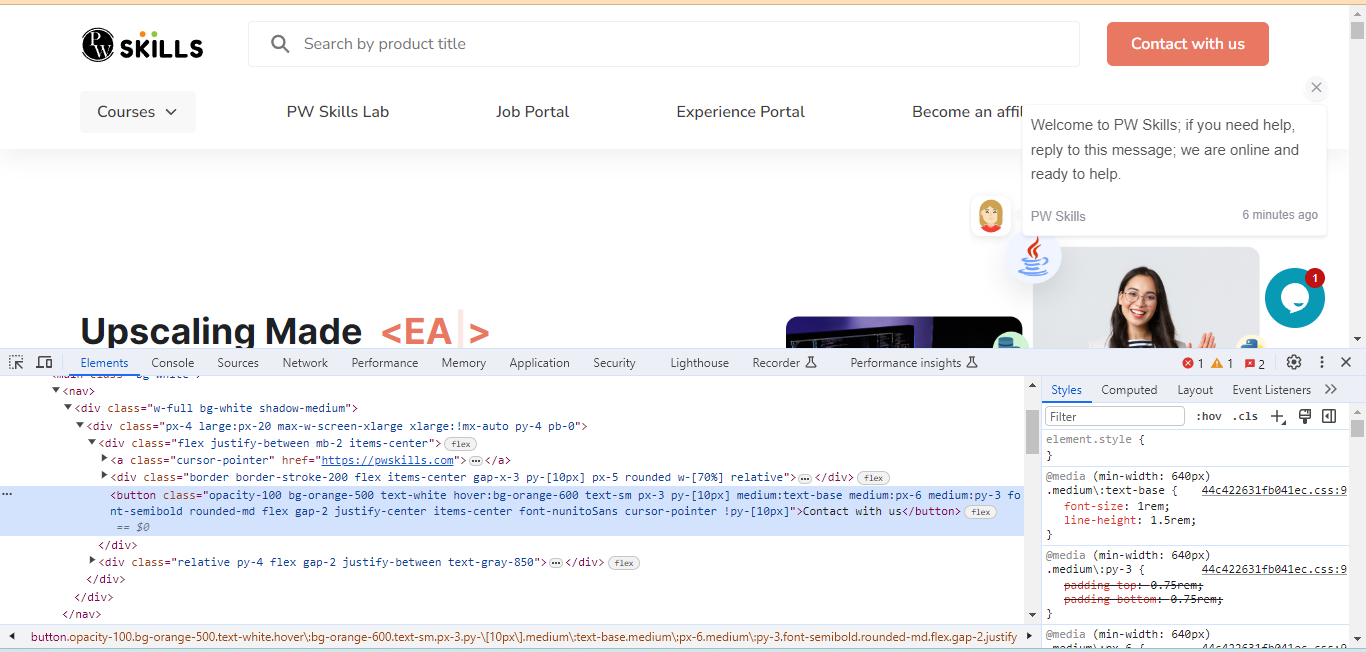 PW SKILLS
Search by product title
Contact with us
Courses
PW Skills Lab
Job Portal
Experience Portal
Become an affil
Welcome to PW Skills; if you need help,
reply to this message; we are online and
ready to help.
PW Skills
6 minutes ago
1
Upscaling Made <EA >
Elements
Console
Sources
Network
Performance
Memory
Application
Security
Lighthouse
Recorder
Performance insights
1
1
2
<main class="bg-white">
<nav>
<div class="w-full bg-white shadow-medium">
<div class="px-4 large:px-20 max-w-screen-xlarge xlarge:!mx-auto py-4 pb-0">
<div class="flex justify-between mb-2 items-center"> flex
<a class="cursor-pointer" href="https://pwskills.com"> … </a>
<div class="border border-stroke-200 flex items-center gap-x-3 py-[10px] px-5 rounded w-[70%] relative"> … </div> flex
<button class="opacity-100 bg-orange-500 text-white hover:bg-orange-600 text-sm px-3 py-[10px] medium:text-base medium:px-6 medium:py-3 fo
nt-semibold rounded-md flex gap-2 justify-center items-center font-nunitoSans cursor-pointer !py-[10px]">Contact with us</button> flex
== $0
</div>
<div class="relative py-4 flex gap-2 justify-between text-gray-850"> … </div> flex
</div>
</div>
</nav>
button.opacity-100.bg-orange-500.text-white.hover\:bg-orange-600.text-sm.px-3.py-\[10px\].medium\:text-base.medium\:px-6.medium\:py-3.font-semibold.rounded-md.flex.gap-2.justify
Styles
Computed
Layout
Event Listeners
Filter
:hov
.cls
element.style {
}
@media (min-width: 640px)
.medium\:text-base { 44c422631fb041ec.css:9
font-size: 1rem;
line-height: 1.5rem;
}
@media (min-width: 640px)
.medium\:py-3 { 44c422631fb041ec.css:9
padding-top: 0.75rem;
padding-bottom: 0.75rem;
}
@media (min-width: 640px)
.medium\:px-6 { 44c422631fb041ec.css:9